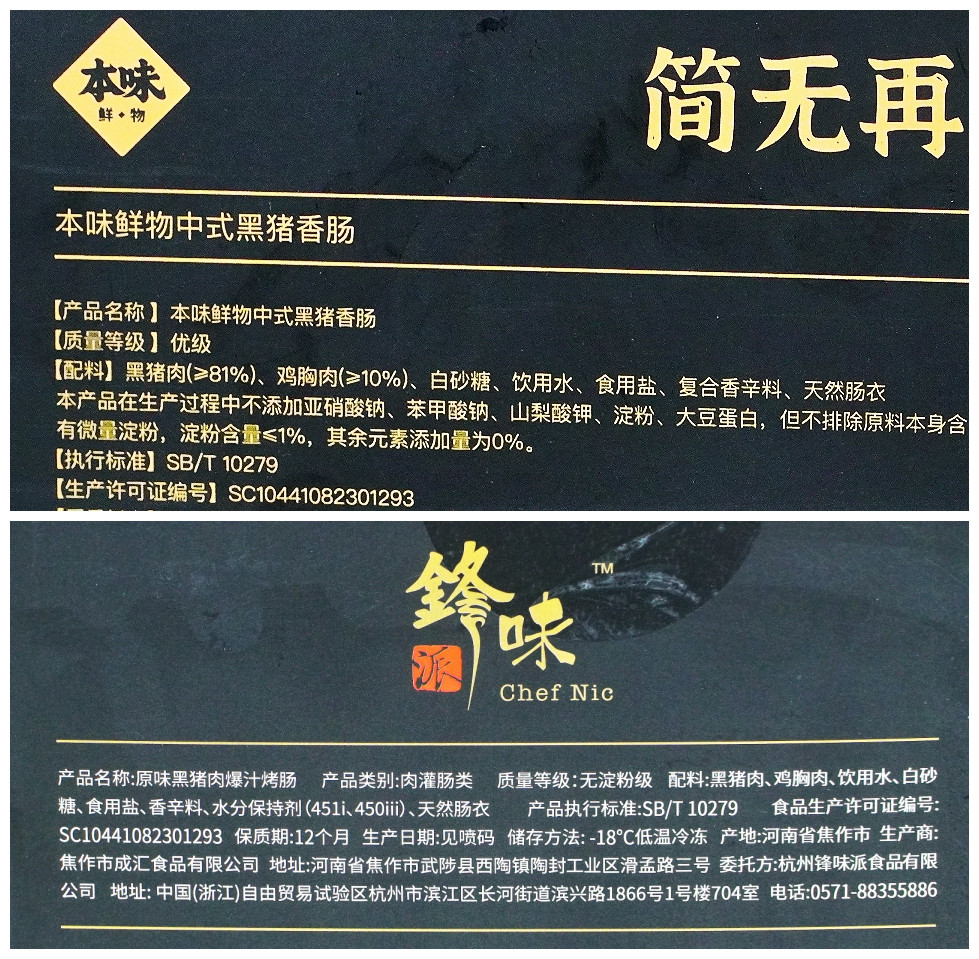 本味
鲜·物
简无再
本味鲜物中式黑猪香肠
【产品名称】本味鲜物中式黑猪香肠
【质量等级】优级
【配料】黑猪肉(≥81%)、鸡胸肉(≥10%)、白砂糖、饮用水、食用盐、复合香辛料、天然肠衣
本产品在生产过程中不添加亚硝酸钠、苯甲酸钠、山梨酸钾、淀粉、大豆蛋白，但不排除原料本身含
有微量淀粉，淀粉含量≤1%，其余元素添加量为0%。
【执行标准】SB/T 10279
【生产许可证编号】SC10441082301293
鋒味
TM
派
Chef Nic
产品名称:原味黑猪肉爆汁烤肠 产品类别:肉灌肠类 质量等级:无淀粉级 配料:黑猪肉、鸡胸肉、饮用水、白砂
糖、食用盐、香辛料、水分保持剂(451i、450iii)、天然肠衣 产品执行标准:SB/T 10279 食品生产许可证编号:
SC10441082301293 保质期:12个月 生产日期:见喷码 储存方法: -18℃低温冷冻 产地:河南省焦作市 生产商:
焦作市成汇食品有限公司 地址:河南省焦作市武陟县西陶镇陶封工业区滑孟路三号 委托方:杭州锋味派食品有限
公司 地址: 中国(浙江)自由贸易试验区杭州市滨江区长河街道滨兴路1866号1号楼704室 电话:0571-88355886